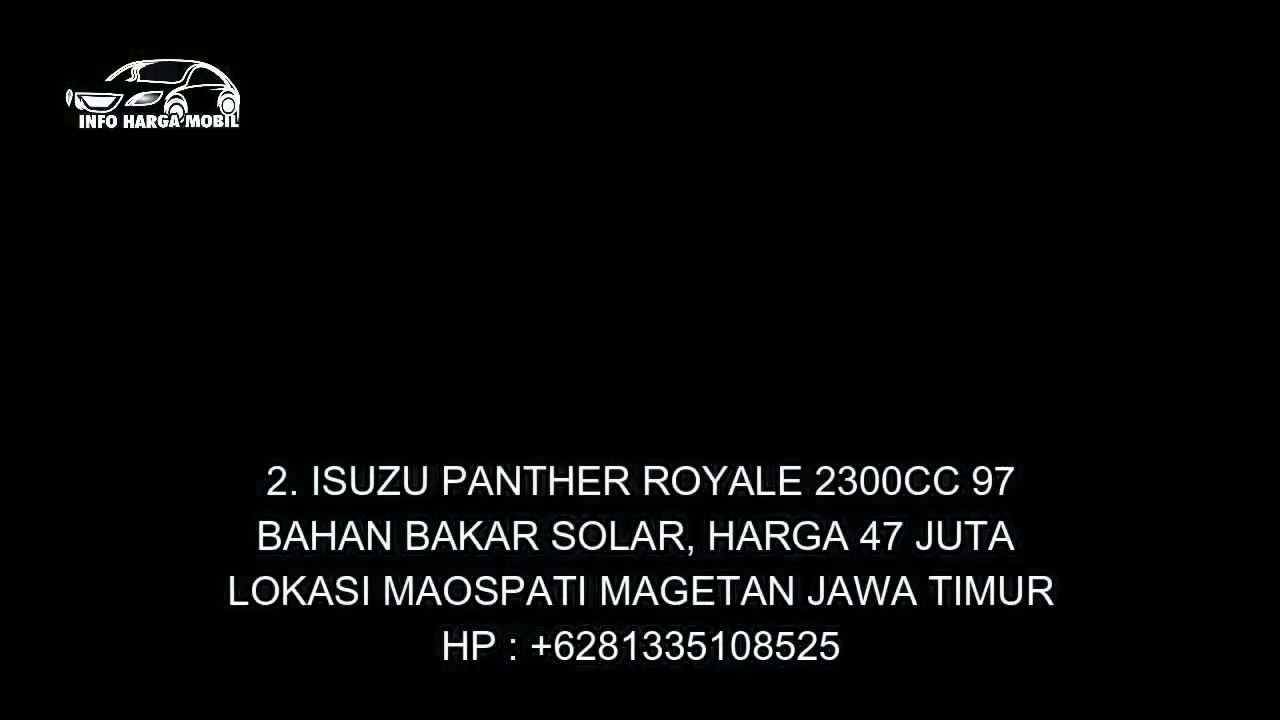 INFO HARGA MOBIL
2. ISUZU PANTHER ROYALE 2300CC 97
BAHAN BAKAR SOLAR, HARGA 47 JUTA
LOKASI MAOSPATI MAGETAN JAWA TIMUR
HP : +6281335108525